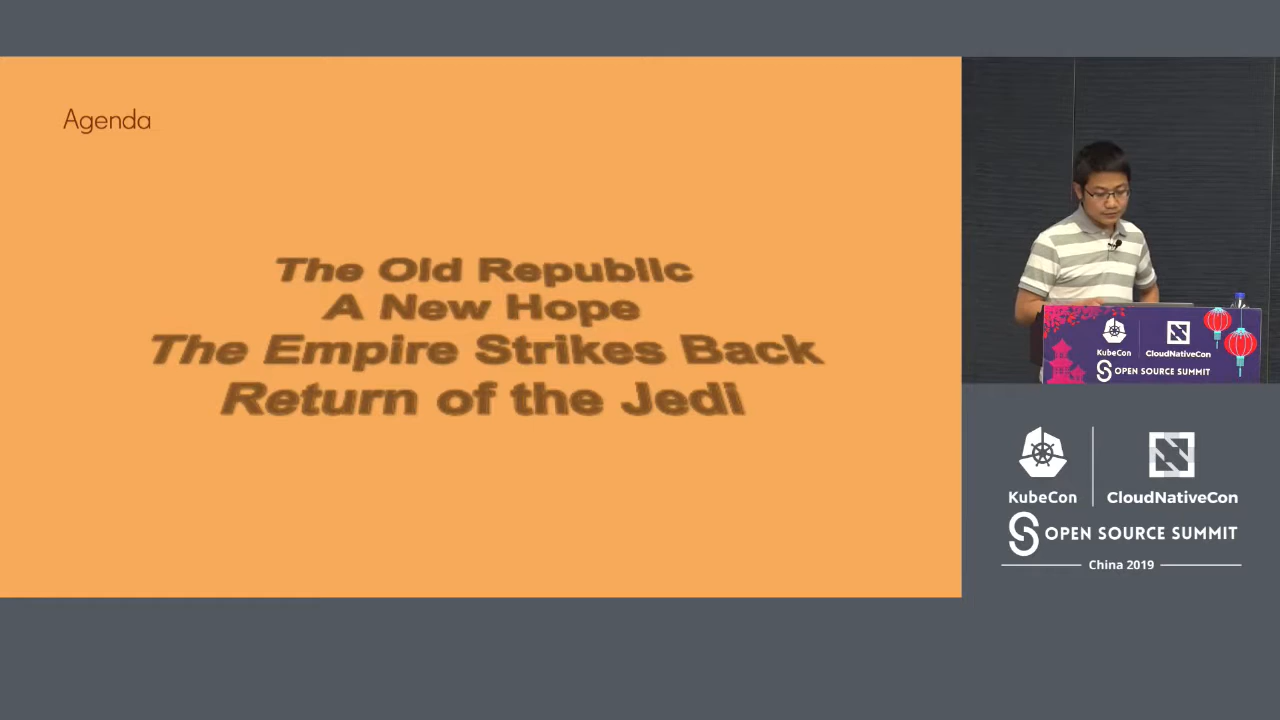 Agenda
The Old Republic
A New Hope
The Empire Strikes Back
Return of the Jedi
KubeCon
CloudNativeCon
OPEN SOURCE SUMMIT
KubeCon
CloudNativeCon
OPEN SOURCE SUMMIT
China 2019